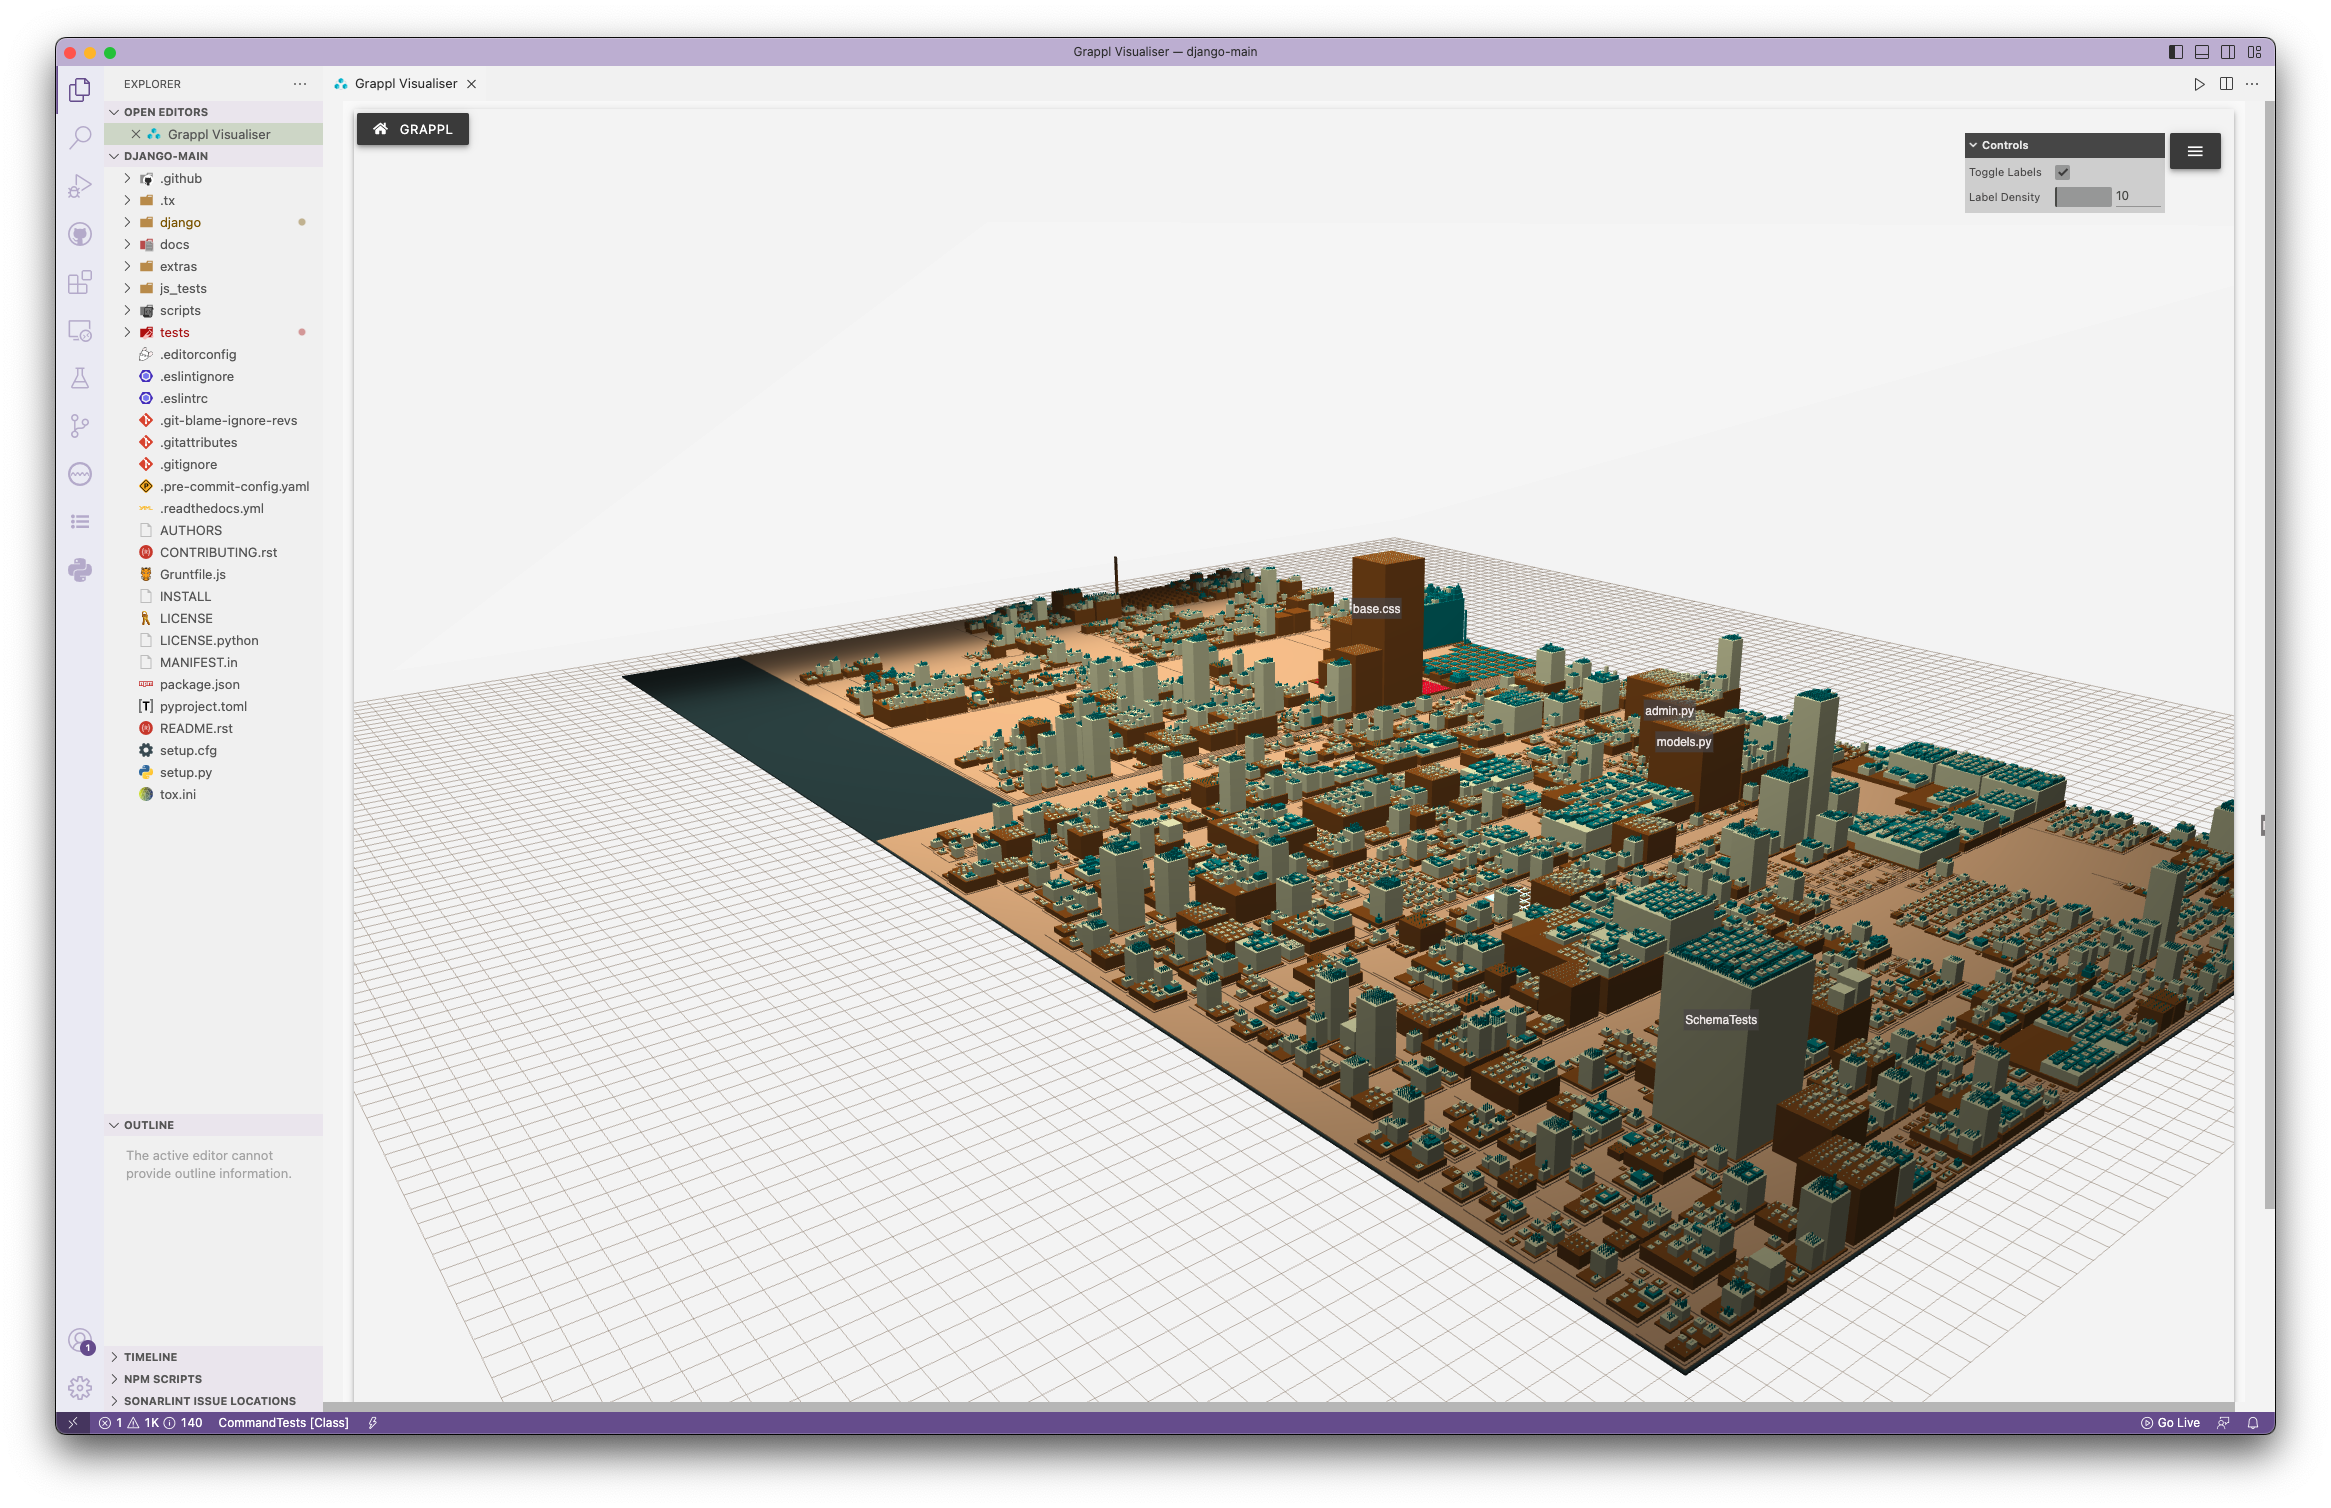 Grappl Visualiser — django-main
EXPLORER
Grappl Visualiser
OPEN EDITORS
Grappl Visualiser
DJANGO-MAIN
.github
.tx
django
docs
extras
js_tests
scripts
tests
.editorconfig
.eslintignore
.eslintrc
.git-blame-ignore-revs
.gitattributes
.gitignore
.pre-commit-config.yaml
.readthedocs.yml
AUTHORS
CONTRIBUTING.rst
Gruntfile.js
INSTALL
LICENSE
LICENSE.python
MANIFEST.in
package.json
pyproject.toml
README.rst
setup.cfg
setup.py
tox.ini
OUTLINE
The active editor cannot
provide outline information.
TIMELINE
NPM SCRIPTS
SONARLINT ISSUE LOCATIONS
GRAPPL
Controls
Toggle Labels
Label Density 10
base.css
admin.py
models.py
SchemaTests
1
1 1K 140 CommandTests [Class]
Go Live